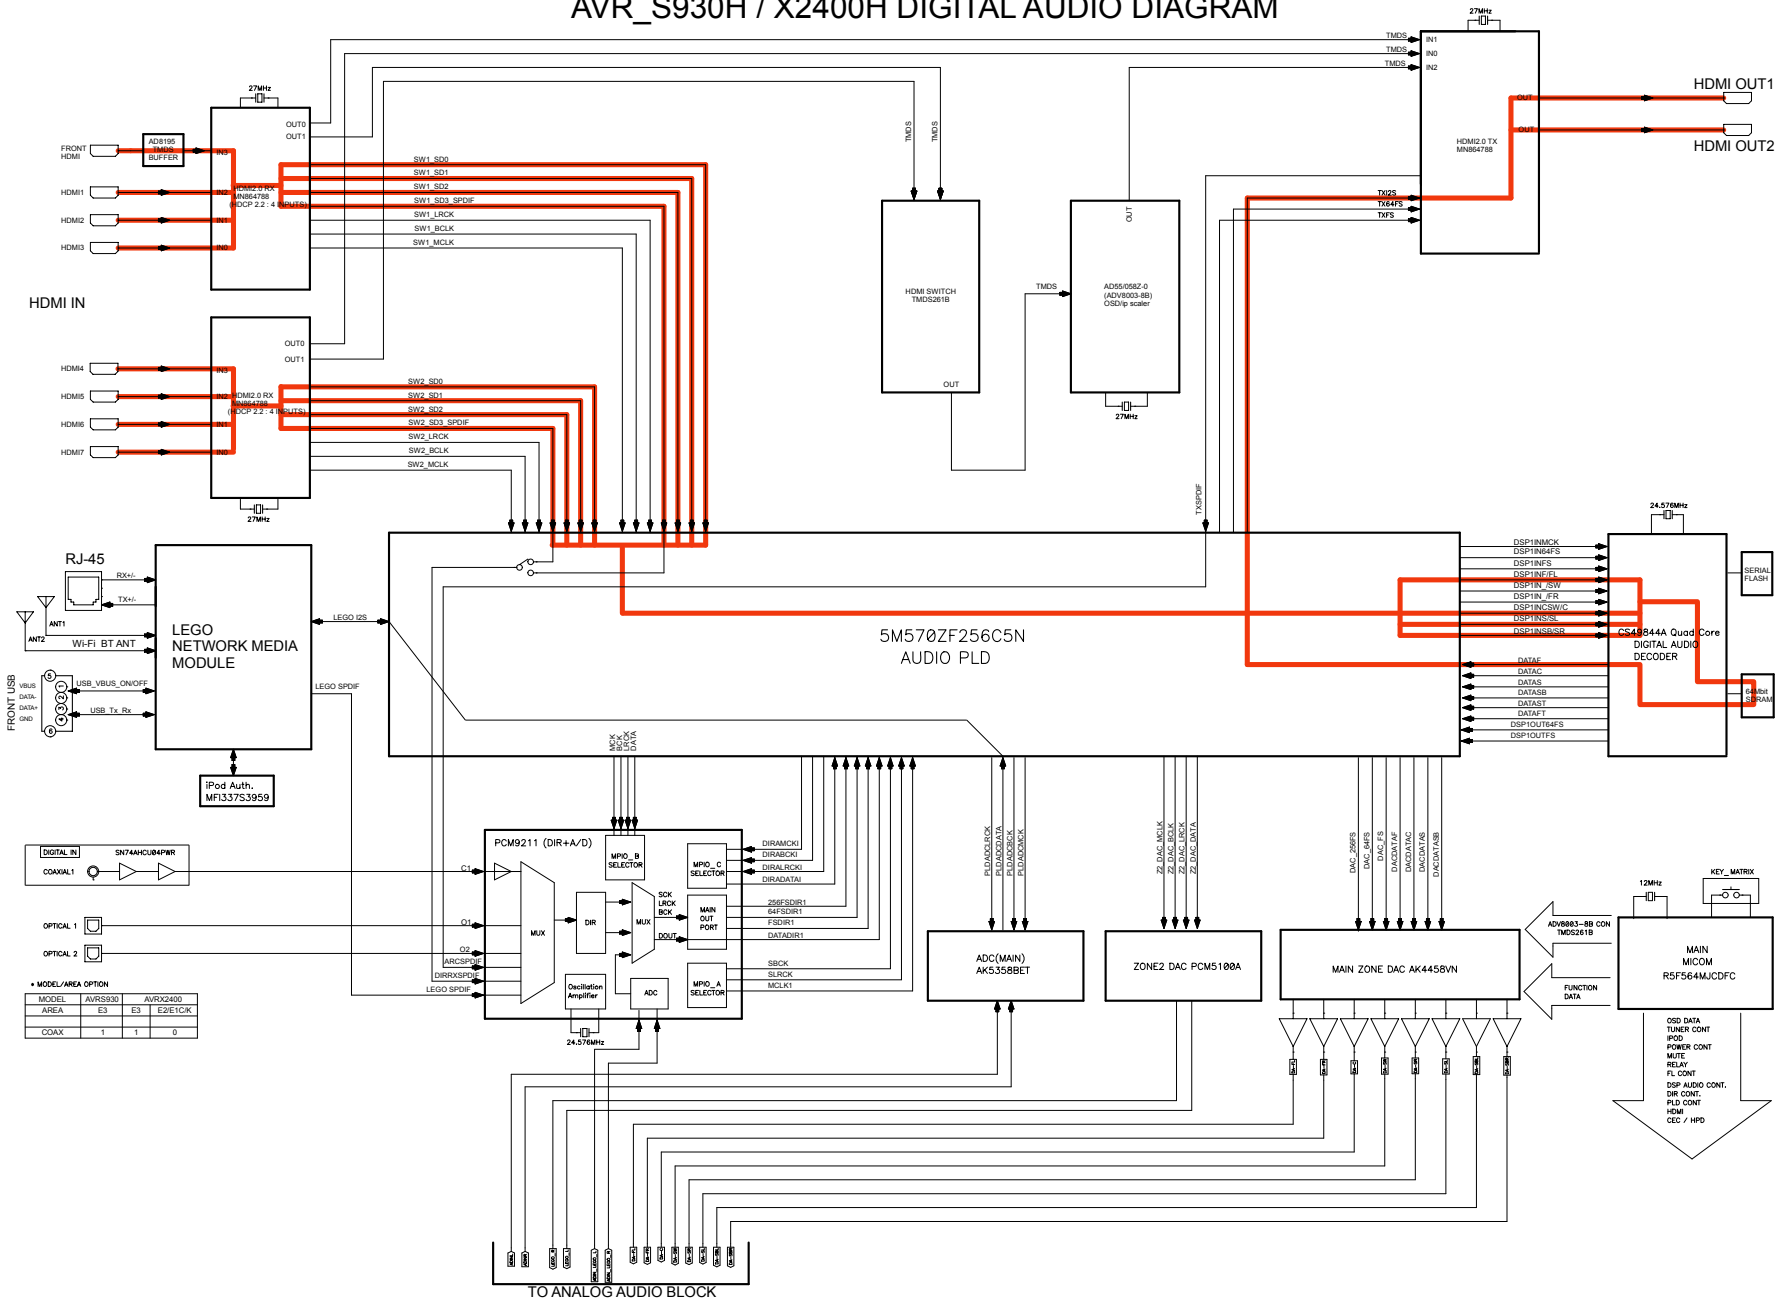 AVR_S930H / X2400H DIGITAL AUDIO DIAGRAM
27MHz
TMDS
IN1
TMDS
IN0
TMDS
IN2
HDMI OUT1
OUT
OUT
HDMI OUT2
HDMI2.0 TX
MN864788
TXI2S
TX64FS
TXFS
27MHz
OUT0
OUT1
FRONT
HDMI
AD8195
TMDS
BUFFER
IN3
HDMI1
IN2
HDMI2.0 RX
MN864788
(HDCP 2.2 : 4 INPUTS)
HDMI2
IN1
HDMI3
IN0
SW1_SD0
SW1_SD1
SW1_SD2
SW1_SD3_SPDIF
SW1_LRCK
SW1_BCLK
SW1_MCLK
TMDS
TMDS
HDMI SWITCH
TMDS261B
OUT
TMDS
OUT
AD55/058Z-0
(ADV8003-8B)
OSD/ip scaler
27MHz
HDMI IN
OUT0
OUT1
HDMI4
IN3
HDMI5
IN2
HDMI2.0 RX
MN864788
(HDCP 2.2 : 4 INPUTS)
HDMI6
IN1
HDMI7
IN0
27MHz
SW2_SD0
SW2_SD1
SW2_SD2
SW2_SD3_SPDIF
SW2_LRCK
SW2_BCLK
SW2_MCLK
TXSPDIF
RJ-45
RX+/-
TX+/-
ANT1
ANT2
Wi-Fi BT ANT
LEGO
NETWORK MEDIA
MODULE
LEGO I2S
LEGO SPDIF
FRONT USB
5
VBUS
1
DATA-
2
DATA+
3
GND
4
6
USB_VBUS_ON/OFF
USB_Tx_Rx
iPod Auth.
MFI337S3959
5M570ZF256C5N
AUDIO PLD
24.576MHz
DSP1INMCK
DSP1IN64FS
DSP1INFS
DSP1INF/FL
DSP1IN_/SW
DSP1IN_/FR
DSP1INCSW/C
DSP1INS/SL
DSP1INSB/SR
DATAF
DATAC
DATAS
DATASB
DATAST
DATAFT
DSP1OUT64FS
DSP1OUTFS
CS49844A Quad Core
DIGITAL AUDIO
DECODER
SERIAL
FLASH
64Mbit
SDRAM
MCK
BCK
LRCK
DATA
PLDADCLRCK
PLDADCDATA
PLDADCBCK
PLDADCMCK
Z2_DAC_MCLK
Z2_DAC_BCLK
Z2_DAC_LRCK
Z2_DAC_DATA
DAC_256FS
DAC_64FS
DAC_FS
DACDATAF
DACDATAC
DACDATAS
DACDATASB
DIGITAL IN
SN74AHCU04PWR
COAXIAL1
OPTICAL 1
OPTICAL 2
PCM9211 (DIR+A/D)
C1
O1
O2
ARCSPDIF
DIRRXSPDIF
LEGO SPDIF
MUX
DIR
MUX
SCK
LRCK
BCK
DOUT
MPIO_B
SELECTOR
MPIO_C
SELECTOR
MAIN
OUT
PORT
MPIO_A
SELECTOR
Oscillation
Amplifier
ADC
24.576MHz
DIRAMCKI
DIRABCKI
DIRALRCKI
DIRADATAI
256FSDIR1
64FSDIR1
FSDIR1
DATADIR1
SBCK
SLRCK
MCLK1
ADC(MAIN)
AK5358BET
ZONE2 DAC PCM5100A
MAIN ZONE DAC AK4458VN
12MHz
KEY_MATRIX
ADV8003-8B CON
TMDS261B
FUNCTION
DATA
MAIN
MICOM
R5F564MJCDFC
OSD DATA
TUNER CONT
IPOD
POWER CONT
MUTE
RELAY
FL CONT
DSP AUDIO CONT.
DIR CONT.
PLD CONT
HDMI
CEC / HPD
• MODEL/AREA OPTION
MODEL AVRS930 AVRX2400
AREA E3 E3 E2/E1C/K
COAX 1 1 0
TO ANALOG AUDIO BLOCK